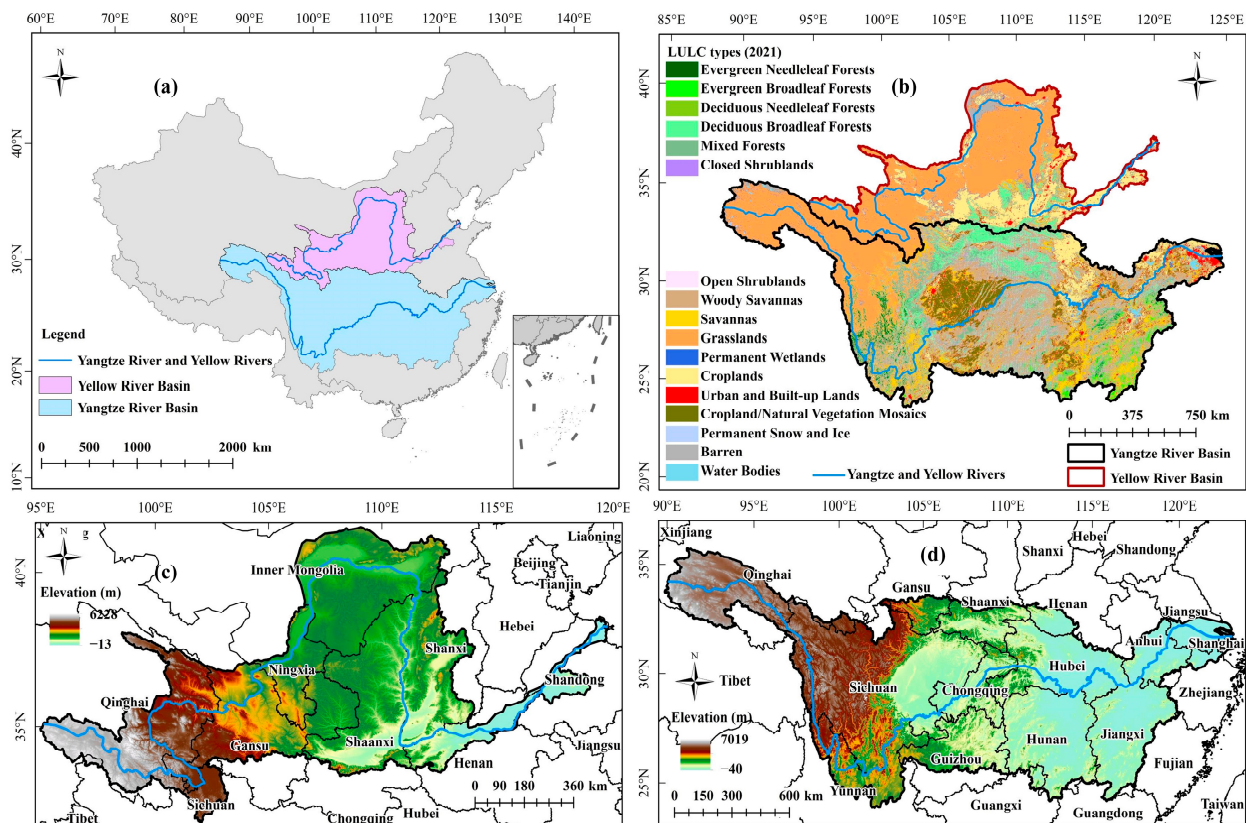 60°E 70°E 80°E 90°E 100°E 110°E 120°E 130°E 140°E
N
(a)
40°N
30°N
20°N
10°N
Legend
Yangtze River and Yellow Rivers
Yellow River Basin
Yangtze River Basin
0 500 1000 2000 km
85°E 90°E 95°E 100°E 105°E 110°E 115°E 120°E 125°E
LULC types (2021)
Evergreen Needleleaf Forests
Evergreen Broadleaf Forests
Deciduous Needleleaf Forests
Deciduous Broadleaf Forests
Mixed Forests
Closed Shrublands
(b)
N
40°N
35°N
30°N
25°N
20°N
Open Shrublands
Woody Savannas
Savannas
Grasslands
Permanent Wetlands
Croplands
Urban and Built-up Lands
Cropland/Natural Vegetation Mosaics
Permanent Snow and Ice
Barren
Water Bodies
Yangtze and Yellow Rivers
0 375 750 km
Yangtze River Basin
Yellow River Basin
95°E 100°E 105°E 110°E 115°E 120°E
X g
N
(c)
Liaoning
40°N
Inner Mongolia
Beijing
Tianjin
Elevation (m)
6228
−13
Hebei
Shanxi
Ningxia
Shandong
Qinghai
35°N
Gansu
Shaanxi
Henan
Jiangsu
Sichuan
0 90 180 360 km
Tibet
Chongqing
Hubei
90°E 95°E 100°E 105°E 110°E 115°E 120°E
Xinjiang
(d)
Shanxi
Hebei
Shandong
35°N
Qinghai
Gansu
Shaanxi
Henan
Jiangsu
Anhui
Shanghai
30°N
N
Tibet
Hubei
Sichuan
Chongqing
Zhejiang
Elevation (m)
7019
−40
Hunan
Jiangxi
Guizhou
Fujian
25°N
Yunnan
0 150 300 600 km
Guangxi
Guangdong
Taiwan